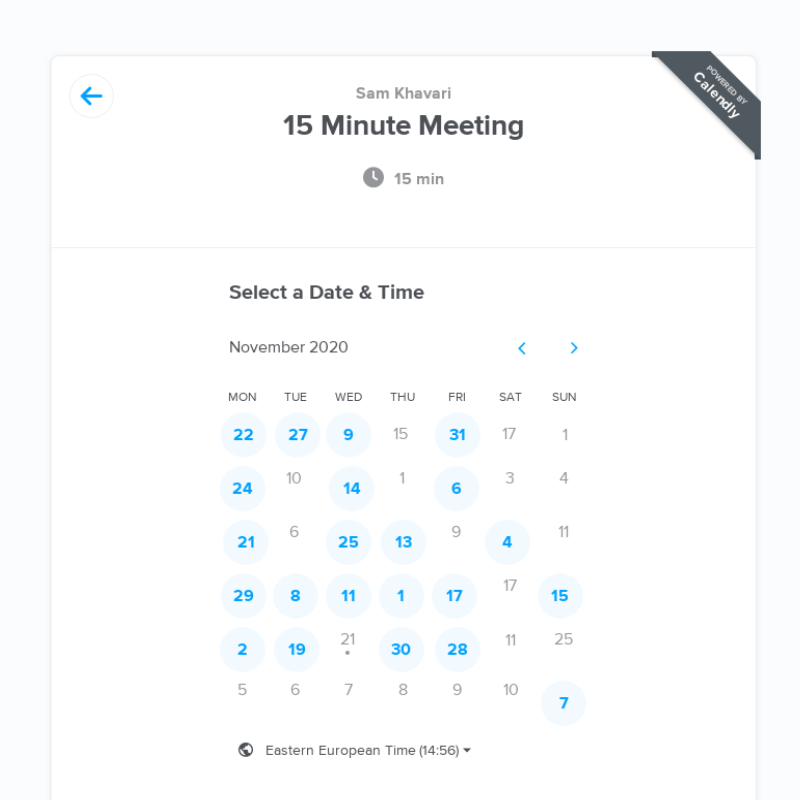 POWERED BY
Calendly
Sam Khavari
15 Minute Meeting
15 min
Select a Date & Time
November 2020
MON TUE WED THU FRI SAT SUN
22 27 9 15 31 17 1
24 10 14 1 6 3 4
21 6 25 13 9 4 11
29 8 11 1 17 17 15
2 19 21 30 28 11 25
5 6 7 8 9 10 7
Eastern European Time (14:56)